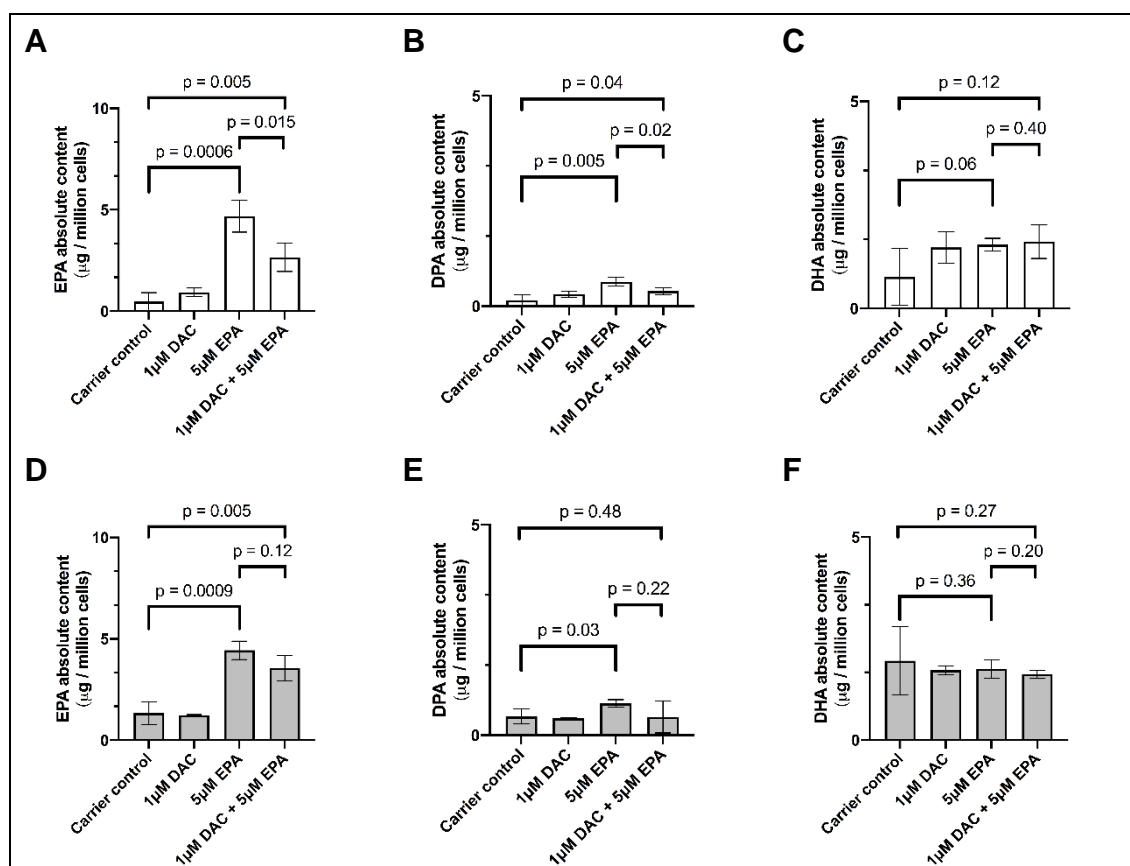 A
p = 0.005
p = 0.015
p = 0.0006
10
5
0
EPA absolute content
(µg / million cells)
Carrier control
1µM DAC
5µM EPA
1µM DAC + 5µM EPA
B
p = 0.04
p = 0.02
p = 0.005
5
0
DPA absolute content
(µg / million cells)
Carrier control
1µM DAC
5µM EPA
1µM DAC + 5µM EPA
C
p = 0.12
p = 0.40
p = 0.06
5
0
DHA absolute content
(µg / million cells)
Carrier control
1µM DAC
5µM EPA
1µM DAC + 5µM EPA
D
p = 0.005
p = 0.12
p = 0.0009
10
5
0
EPA absolute content
(µg / million cells)
Carrier control
1µM DAC
5µM EPA
1µM DAC + 5µM EPA
E
p = 0.48
p = 0.22
p = 0.03
5
0
DPA absolute content
(µg / million cells)
Carrier control
1µM DAC
5µM EPA
1µM DAC + 5µM EPA
F
p = 0.27
p = 0.20
p = 0.36
5
0
DHA absolute content
(µg / million cells)
Carrier control
1µM DAC
5µM EPA
1µM DAC + 5µM EPA